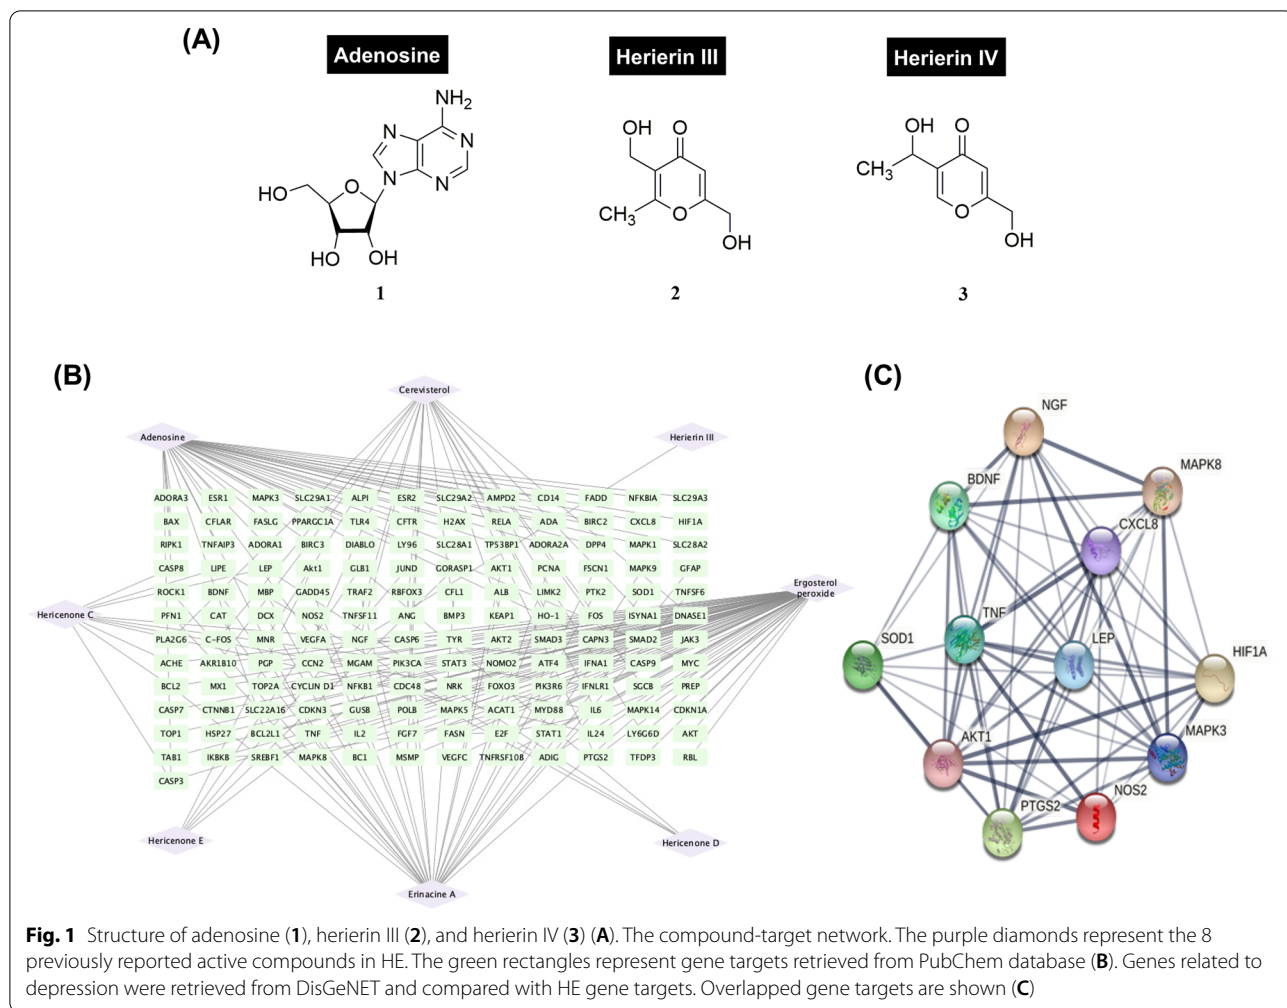 (A)
Adenosine
Herierin III
Herierin IV
NH2
N
N
N
N
HO
O
HO
OH
1
OH
O
CH3
O
OH
2
OH
O
CH3
O
OH
3
(B)
Cerevisterol
Adenosine
Herierin III
ADORA3 ESR1 MAPK3 SLC29A1 ALPI ESR2 SLC29A2 AMPD2 CD14 FADD NFKBIA SLC29A3
BAX CFLAR FASLG PPARGC1A TLR4 CFTR H2AX RELA ADA BIRC2 CXCL8 HIF1A
RIPK1 TNFAIP3 ADORA1 BIRC3 DIABLO LY96 SLC28A1 TP53BP1 ADORA2A DPP4 MAPK1 SLC28A2
CASP8 LIPE LEP Akt1 GLB1 JUND GORASP1 AKT1 PCNA FSCN1 MAPK9 GFAP
ROCK1 BDNF MBP GADD45 TRAF2 RBFOX3 CFL1 ALB LIMK2 PTK2 SOD1 TNFSF6
PFN1 CAT DCX NOS2 TNFSF11 ANG BMP3 KEAP1 HO-1 FOS ISYNA1 DNASE1
PLA2G6 C-FOS MNR VEGFA NGF CASP6 TYR AKT2 SMAD3 CAPN3 SMAD2 JAK3
ACHE AKR1B10 PGP CCN2 MGAM PIK3CA STAT3 NOMO2 ATF4 IFNA1 CASP9 MYC
BCL2 MX1 TOP2A CYCLIN D1 NFKB1 CDC48 NRK FOXO3 PIK3R6 IFNLR1 SGCB PREP
CASP7 CTNNB1 SLC22A16 CDKN3 GUSB POLB MAPK5 ACAT1 MYD88 IL6 MAPK14 CDKN1A
TOP1 HSP27 BCL2L1 TNF IL2 FGF7 FASN E2F STAT1 IL24 LY6G6D AKT
TAB1 IKBKB SREBF1 MAPK8 BC1 MSMP VEGFC TNFRSF10B ADIG PTGS2 TFDP3 RBL
CASP3
Hericenone C
Ergosterol
peroxide
Hericenone E
Hericenone D
Erinacine A
(C)
NGF
MAPK8
BDNF
CXCL8
TNF
LEP
SOD1
HIF1A
AKT1
MAPK3
NOS2
PTGS2
Fig. 1 Structure of adenosine (1), herierin III (2), and herierin IV (3) (A). The compound-target network. The purple diamonds represent the 8
previously reported active compounds in HE. The green rectangles represent gene targets retrieved from PubChem database (B). Genes related to
depression were retrieved from DisGeNET and compared with HE gene targets. Overlapped gene targets are shown (C)